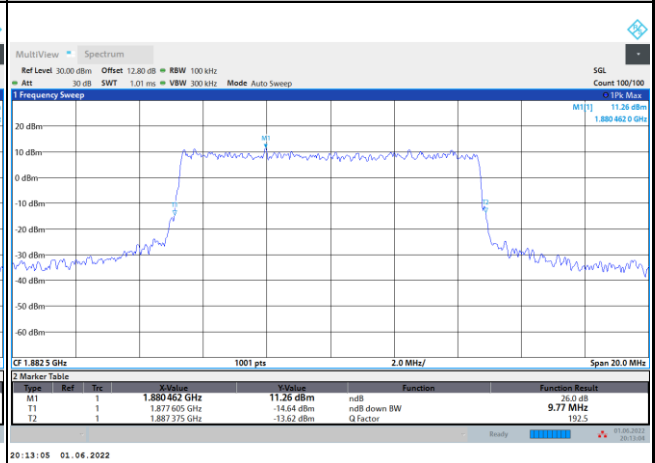 MultiView Spectrum
Ref Level 30.00 dBm Offset 12.80 dB RBW 100 kHz SGL
Att 30 dB SWT 1.01 ms VBW 300 kHz Mode Auto Sweep Count 100/100
1 Frequency Sweep 1Pk Max
M1[1] 11.26 dBm
1.880 462 0 GHz
20 dBm
M1
10 dBm
0 dBm
-10 dBm
-20 dBm
-30 dBm
-40 dBm
-50 dBm
-60 dBm
CF 1.882 5 GHz 1001 pts 2.0 MHz/ Span 20.0 MHz
2 Marker Table
Type Ref Trc X-Value Y-Value Function Function Result
M1 1 1.880 462 GHz 11.26 dBm ndB 26.0 dB
T1 1 1.877 605 GHz -14.64 dBm ndB down BW 9.77 MHz
T2 1 1.887 375 GHz -13.62 dBm Q Factor 192.5
Ready 01.06.2022
20:13:04
20:13:05 01.06.2022